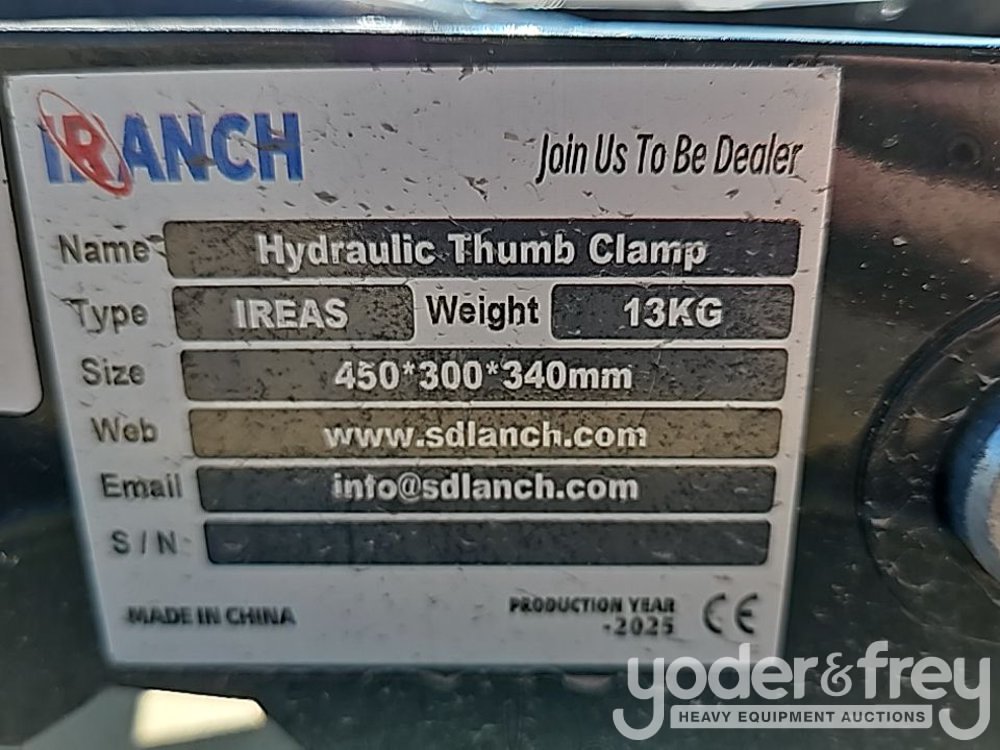 IRANCH
Join Us To Be Dealer
Name Hydraulic Thumb Clamp
Type IREAS Weight 13KG
Size 450*300*340mm
Web www.sdlanch.com
Email info@sdlanch.com
S/N
MADE IN CHINA
PRODUCTION YEAR
-2025
CE
yoder&frey
HEAVY EQUIPMENT AUCTIONS